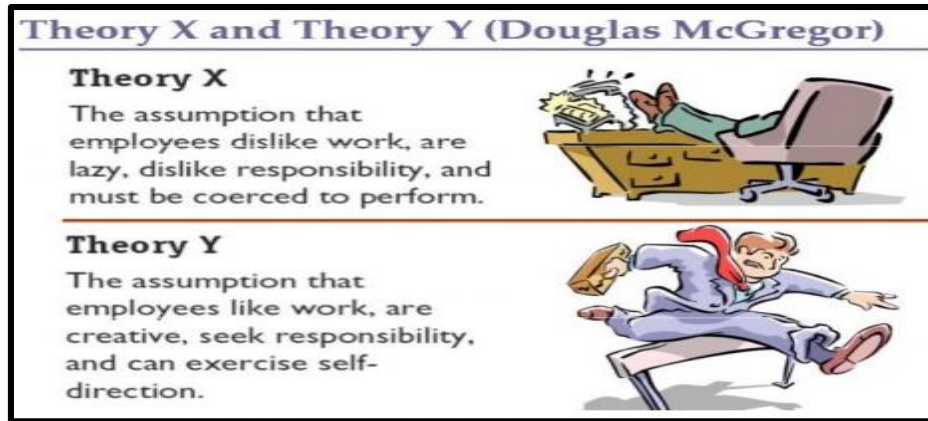 Theory X and Theory Y (Douglas McGregor)
Theory X
The assumption that
employees dislike work, are
lazy, dislike responsibility, and
must be coerced to perform.
Theory Y
The assumption that
employees like work, are
creative, seek responsibility,
and can exercise self-
direction.